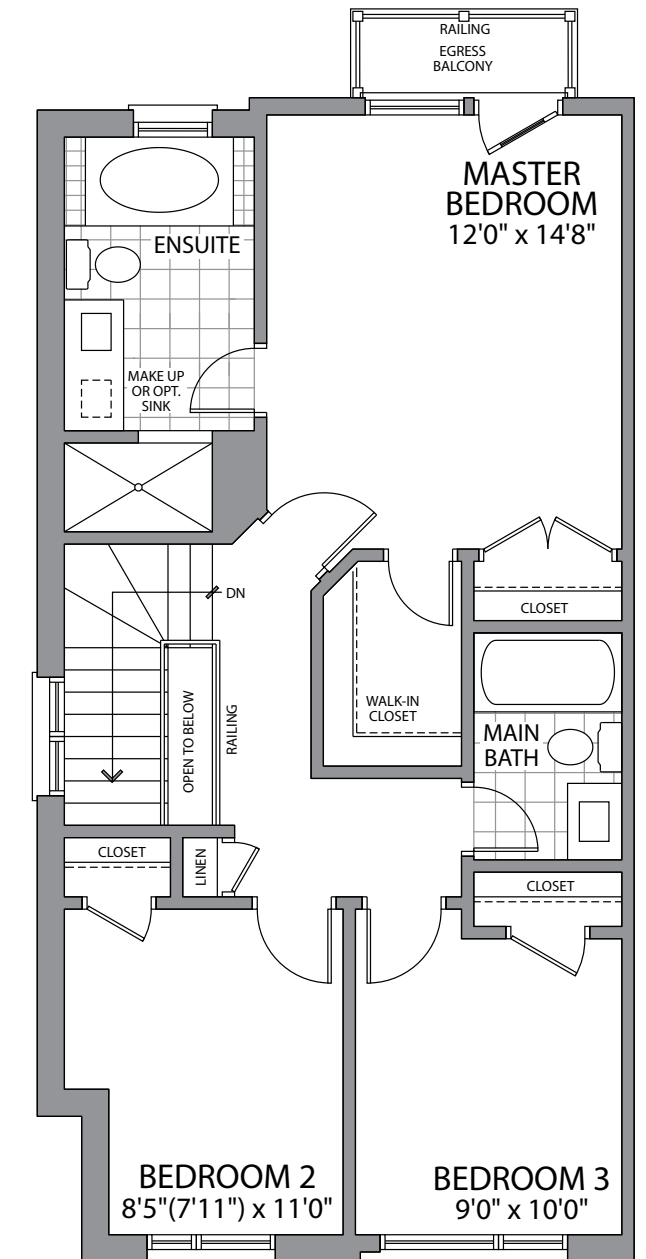 RAILING
EGRESS
BALCONY
MASTER
BEDROOM
12'0" x 14'8"
ENSUITE
MAKE UP
OR OPT.
SINK
DN
CLOSET
OPEN TO BELOW
RAILING
WALK-IN
CLOSET
MAIN
BATH
CLOSET
LINEN
CLOSET
BEDROOM 2
8'5"(7'11") x 11'0"
BEDROOM 3
9'0" x 10'0"